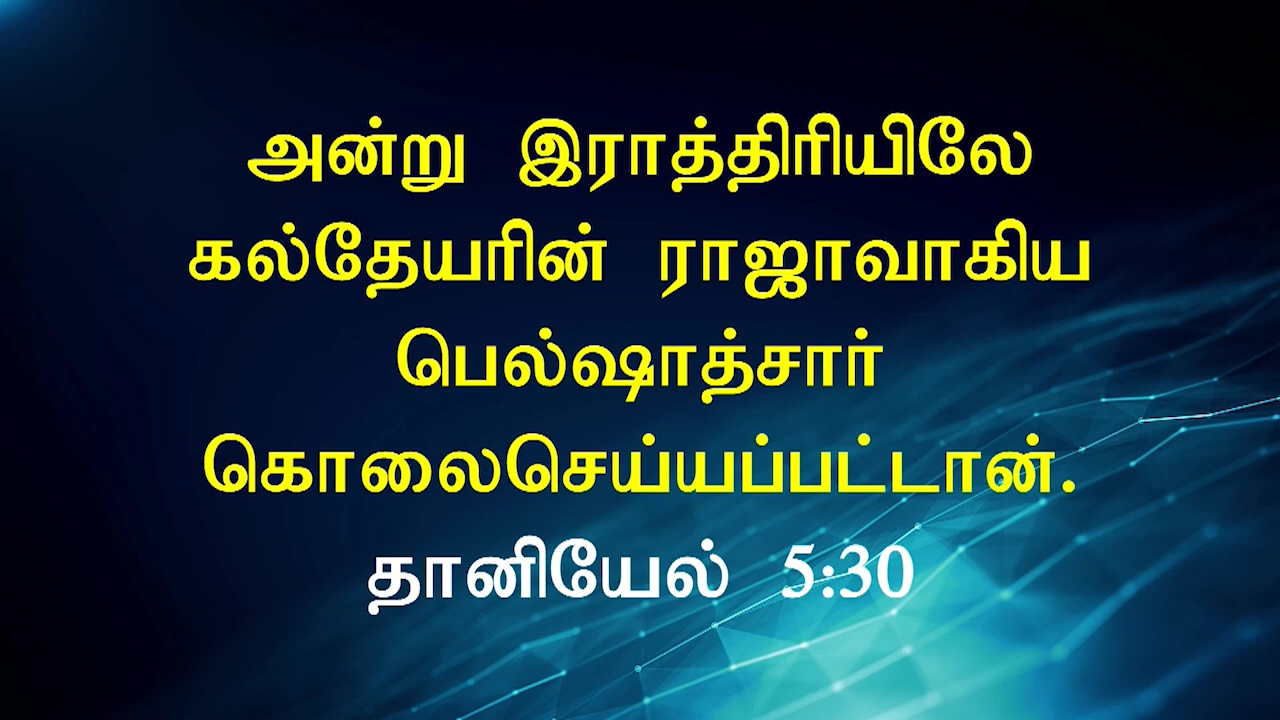 அன்று இராத்திரியிலே
கல்தேயரின் ராஜாவாகிய
பெல்ஷாத்சார்
கொலைசெய்யப்பட்டான்.
தானியேல் 5:30